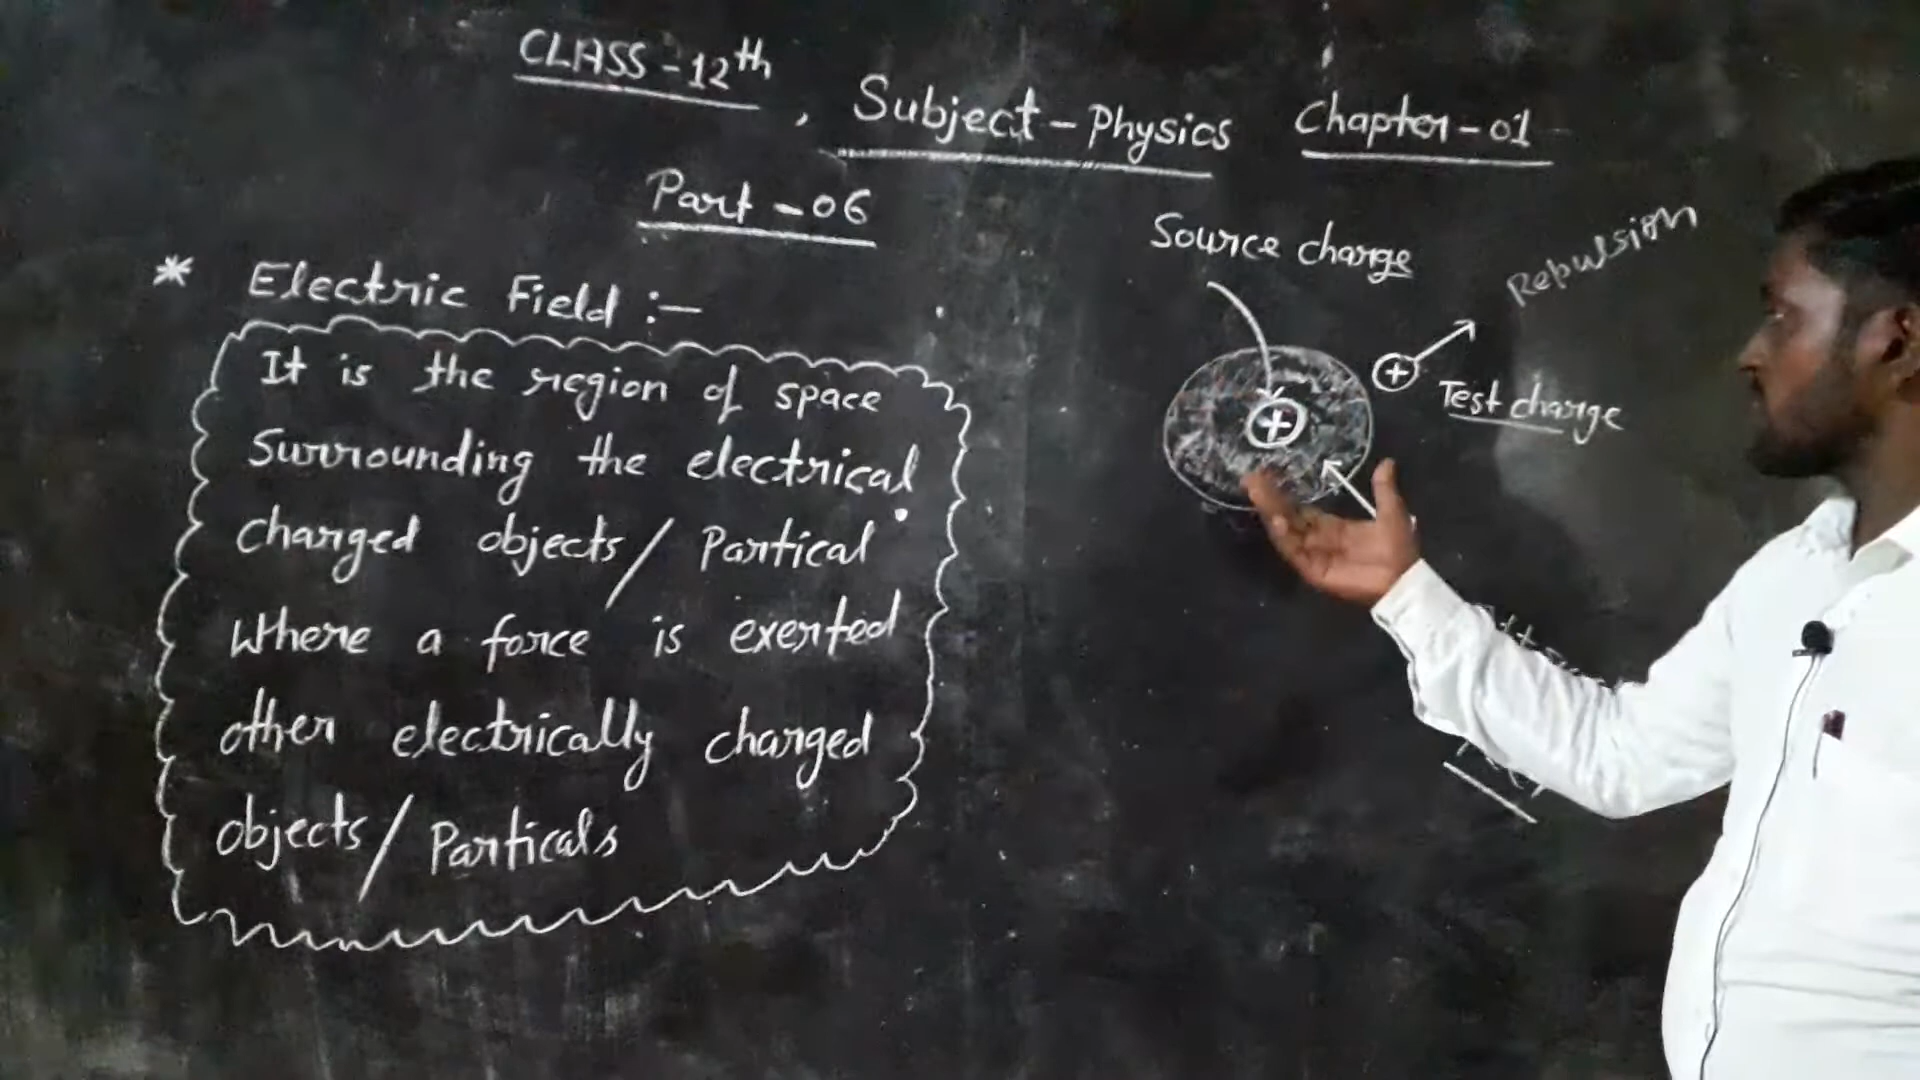 CLASS-12th, Subject-Physics Chapter-01
Part-06
* Electric Field :-
It is the region of space
Surrounding the electrical
Charged objects/Partical
Where a force is exerted
other electrically charged
objects/Particals
Source charge
Repulsion
+
Test charge
+